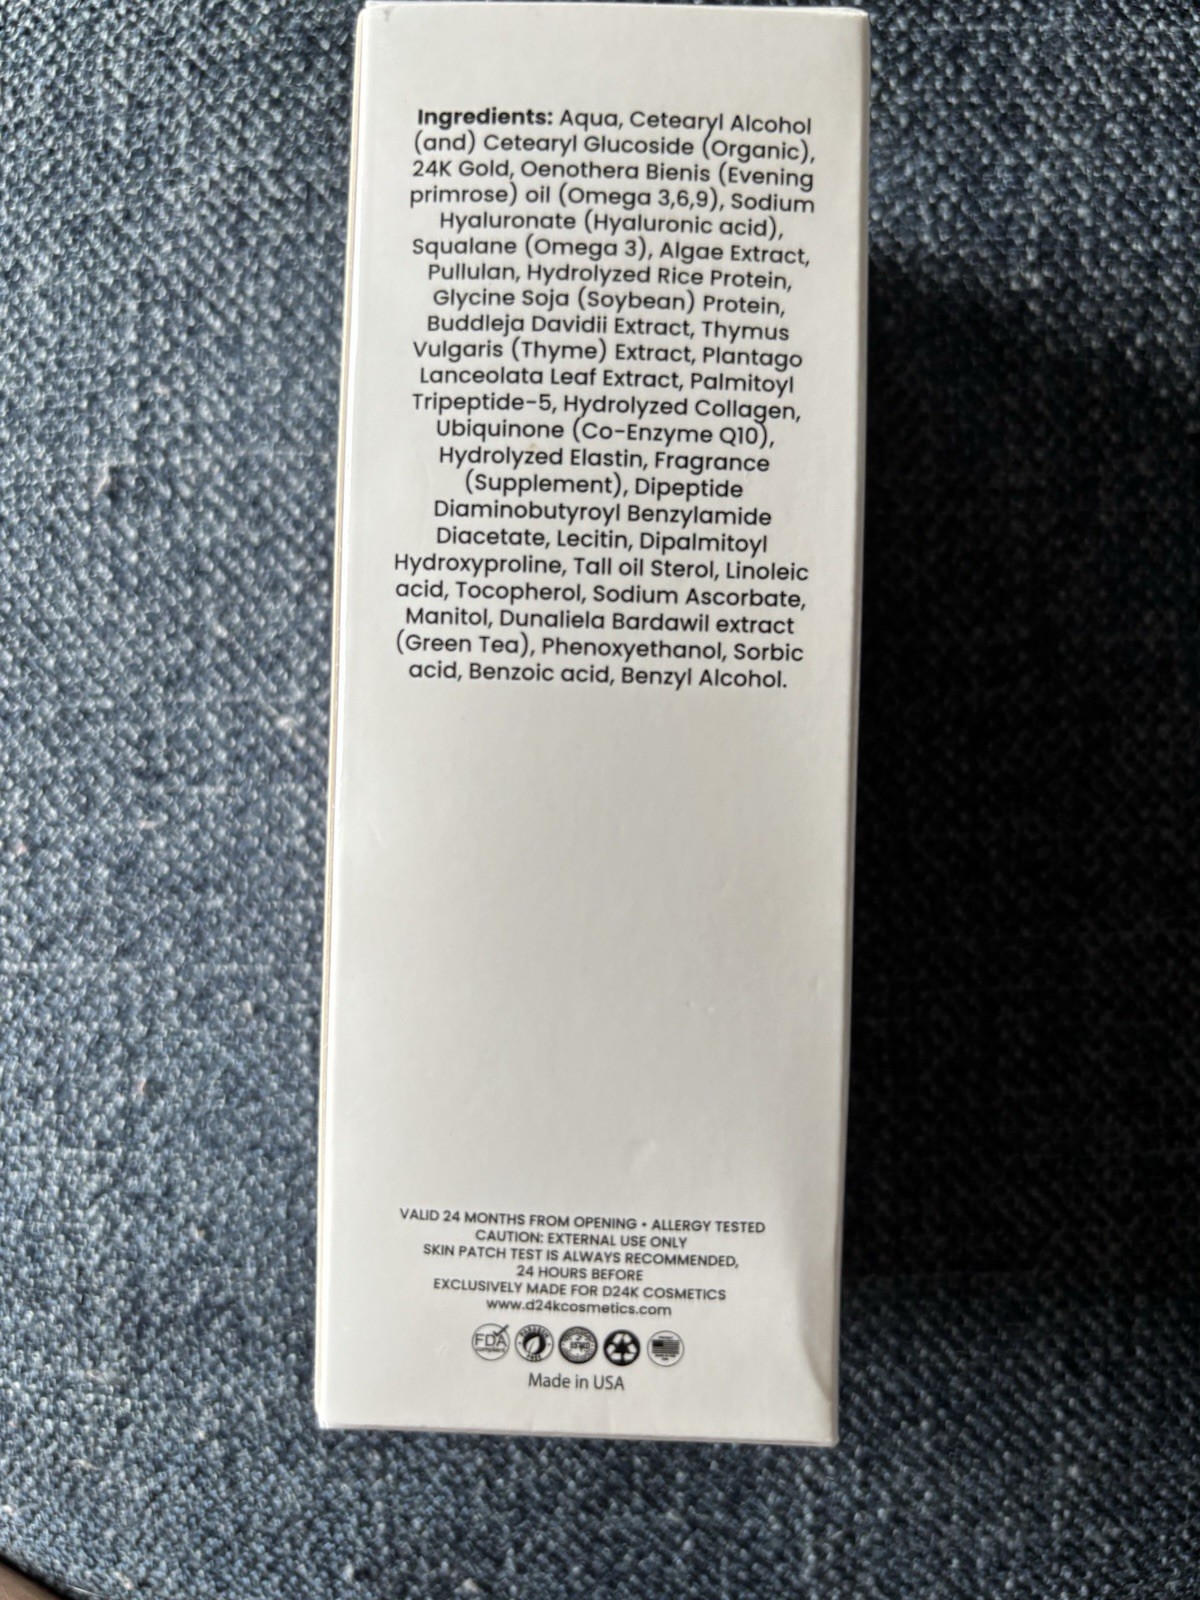 Ingredients: Aqua, Cetearyl Alcohol
(and) Cetearyl Glucoside (Organic),
24K Gold, Oenothera Bienis (Evening
primrose) oil (Omega 3,6,9), Sodium
Hyaluronate (Hyaluronic acid),
Squalane (Omega 3), Algae Extract,
Pullulan, Hydrolyzed Rice Protein,
Glycine Soja (Soybean) Protein,
Buddleja Davidii Extract, Thymus
Vulgaris (Thyme) Extract, Plantago
Lanceolata Leaf Extract, Palmitoyl
Tripeptide-5, Hydrolyzed Collagen,
Ubiquinone (Co-Enzyme Q10),
Hydrolyzed Elastin, Fragrance
(Supplement), Dipeptide
Diaminobutyroyl Benzylamide
Diacetate, Lecitin, Dipalmitoyl
Hydroxyproline, Tall oil Sterol, Linoleic
acid, Tocopherol, Sodium Ascorbate,
Manitol, Dunaliela Bardawil extract
(Green Tea), Phenoxyethanol, Sorbic
acid, Benzoic acid, Benzyl Alcohol.
VALID 24 MONTHS FROM OPENING • ALLERGY TESTED
CAUTION: EXTERNAL USE ONLY
SKIN PATCH TEST IS ALWAYS RECOMMENDED,
24 HOURS BEFORE
EXCLUSIVELY MADE FOR D24K COSMETICS
www.d24kcosmetics.com
FDA
Made in USA